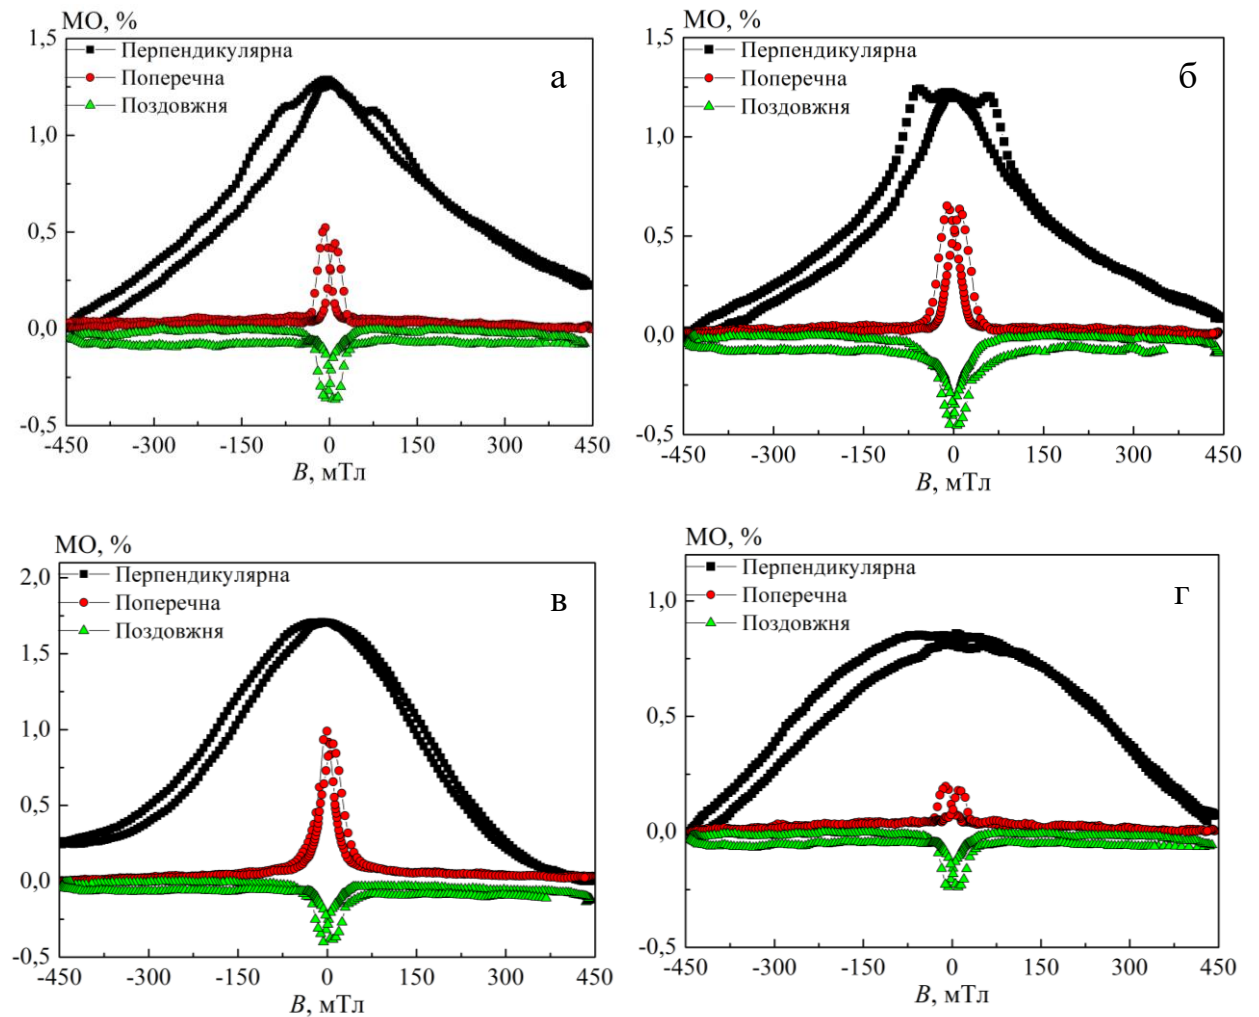 МО, %
1,5
1,0
0,5
0,0
-0,5
Перпендикулярна
Поперечна
Поздовжня
а
-450 -300 -150 0 150 300 450
B, мТл
МО, %
1,5
1,0
0,5
0,0
-0,5
Перпендикулярна
Поперечна
Поздовжня
б
-450 -300 -150 0 150 300 450
B, мТл
МО, %
2,0
1,5
1,0
0,5
0,0
-0,5
Перпендикулярна
Поперечна
Поздовжня
в
-450 -300 -150 0 150 300 450
B, мТл
МО, %
1,0
0,5
0,0
-0,5
Перпендикулярна
Поперечна
Поздовжня
г
-450 -300 -150 0 150 300 450
B, мТл